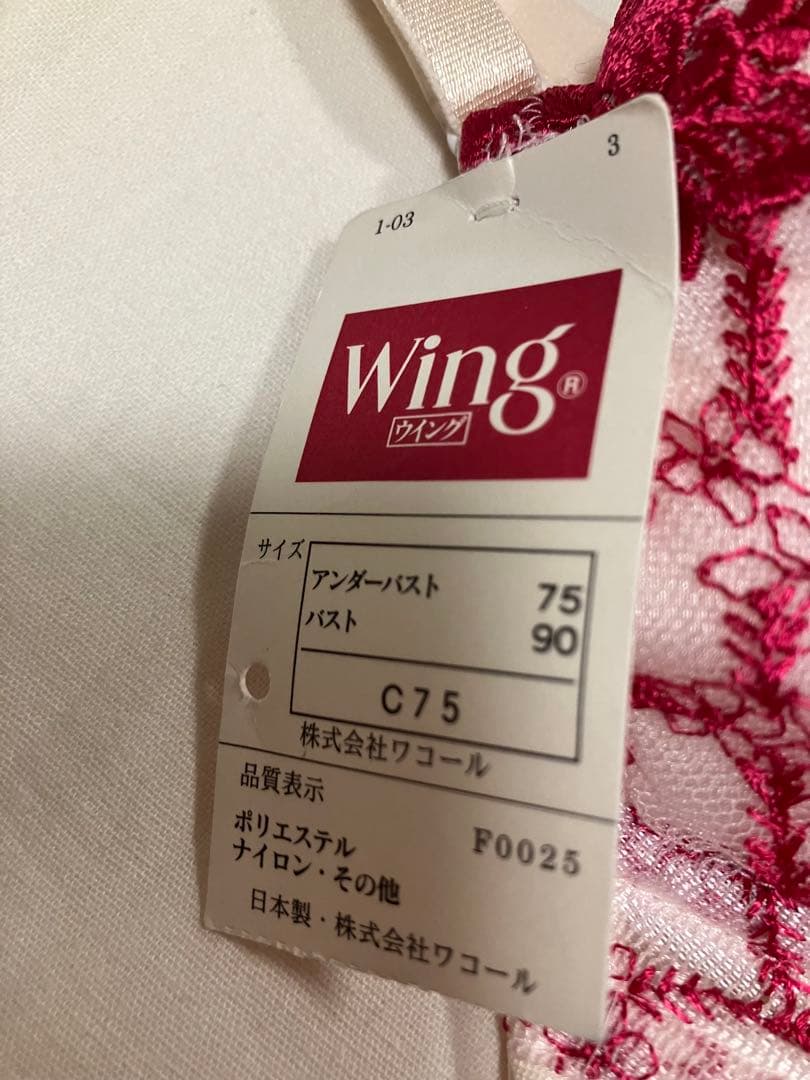 3
1-03
Wing®
ウイング
サイズ
アンダーバスト 75
バスト 90
C75
株式会社ワコール
品質表示
ポリエステル F0025
ナイロン・その他
日本製・株式会社ワコール